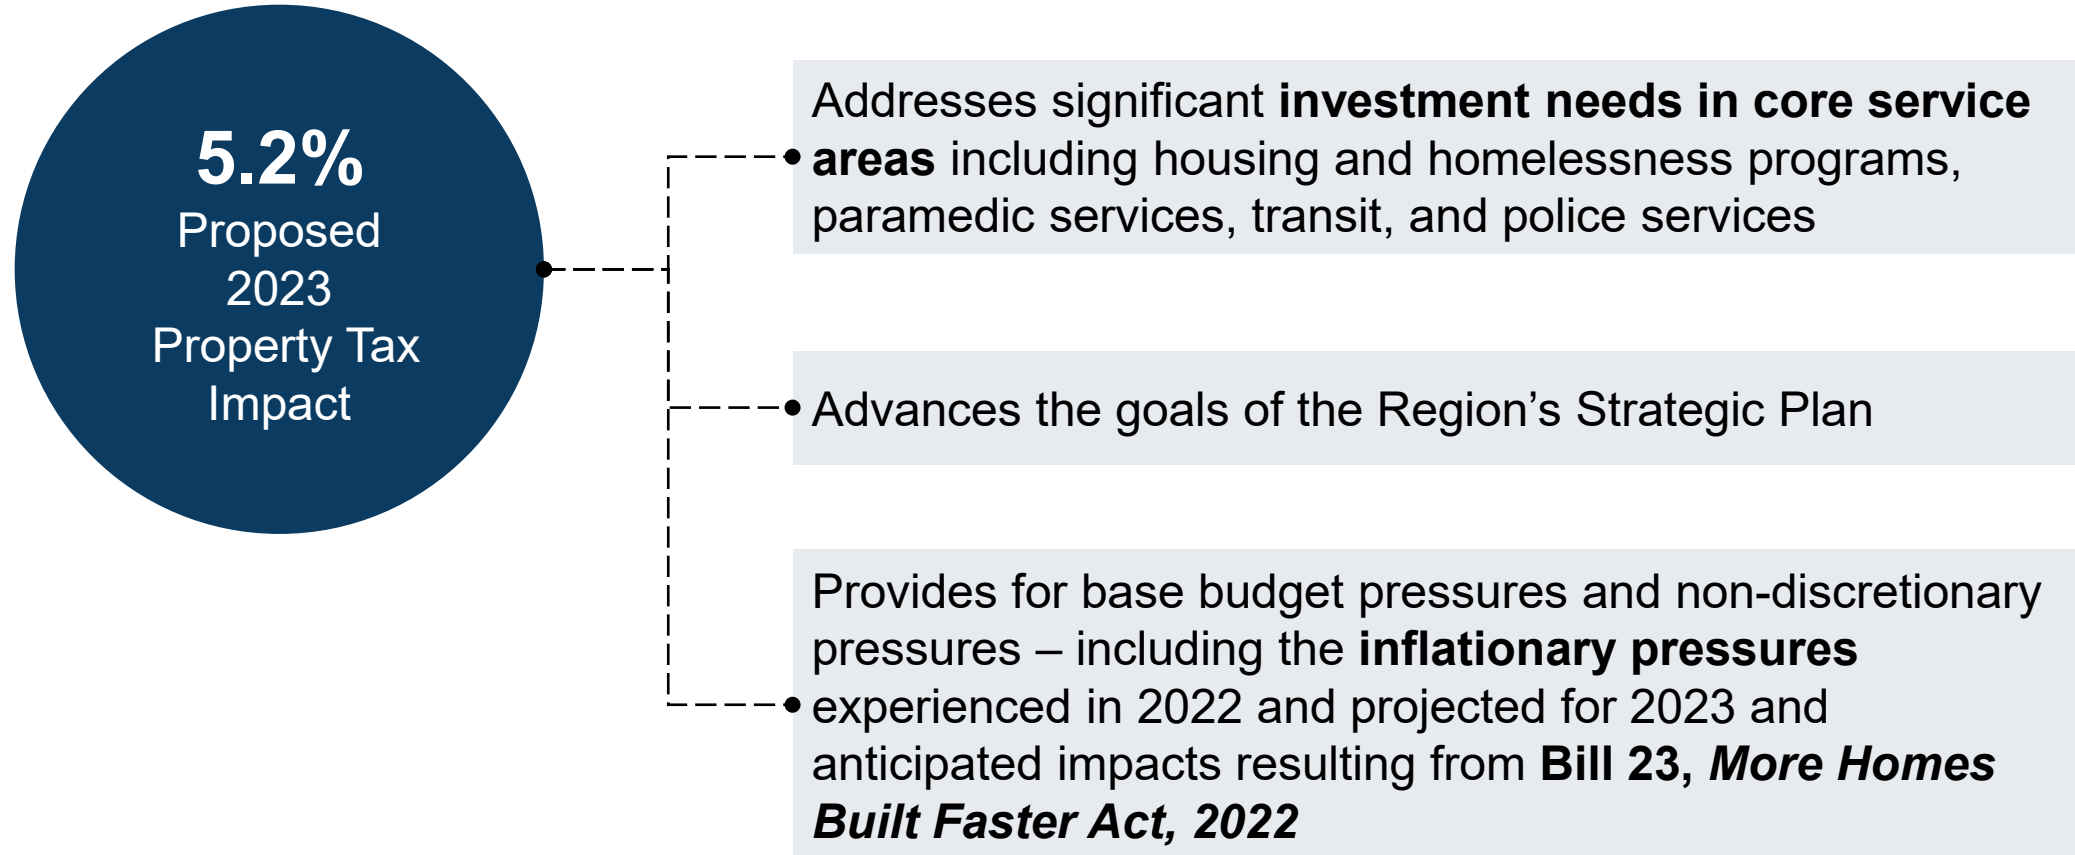 5.2%
Proposed
2023
Property Tax
Impact
Addresses significant investment needs in core service
areas including housing and homelessness programs,
paramedic services, transit, and police services
Advances the goals of the Region’s Strategic Plan
Provides for base budget pressures and non-discretionary
pressures – including the inflationary pressures
experienced in 2022 and projected for 2023 and
anticipated impacts resulting from Bill 23, More Homes
Built Faster Act, 2022